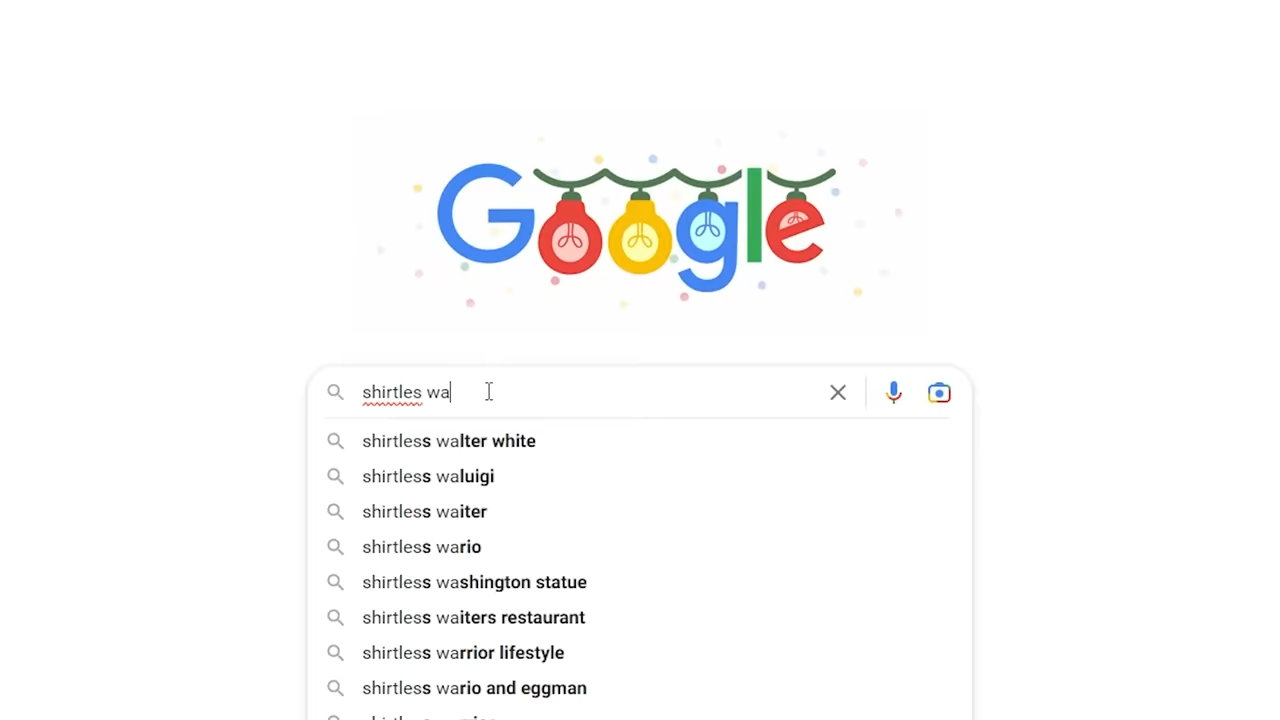 Google
shirtles wa
shirtless walter white
shirtless waluigi
shirtless waiter
shirtless wario
shirtless washington statue
shirtless waiters restaurant
shirtless warrior lifestyle
shirtless wario and eggman